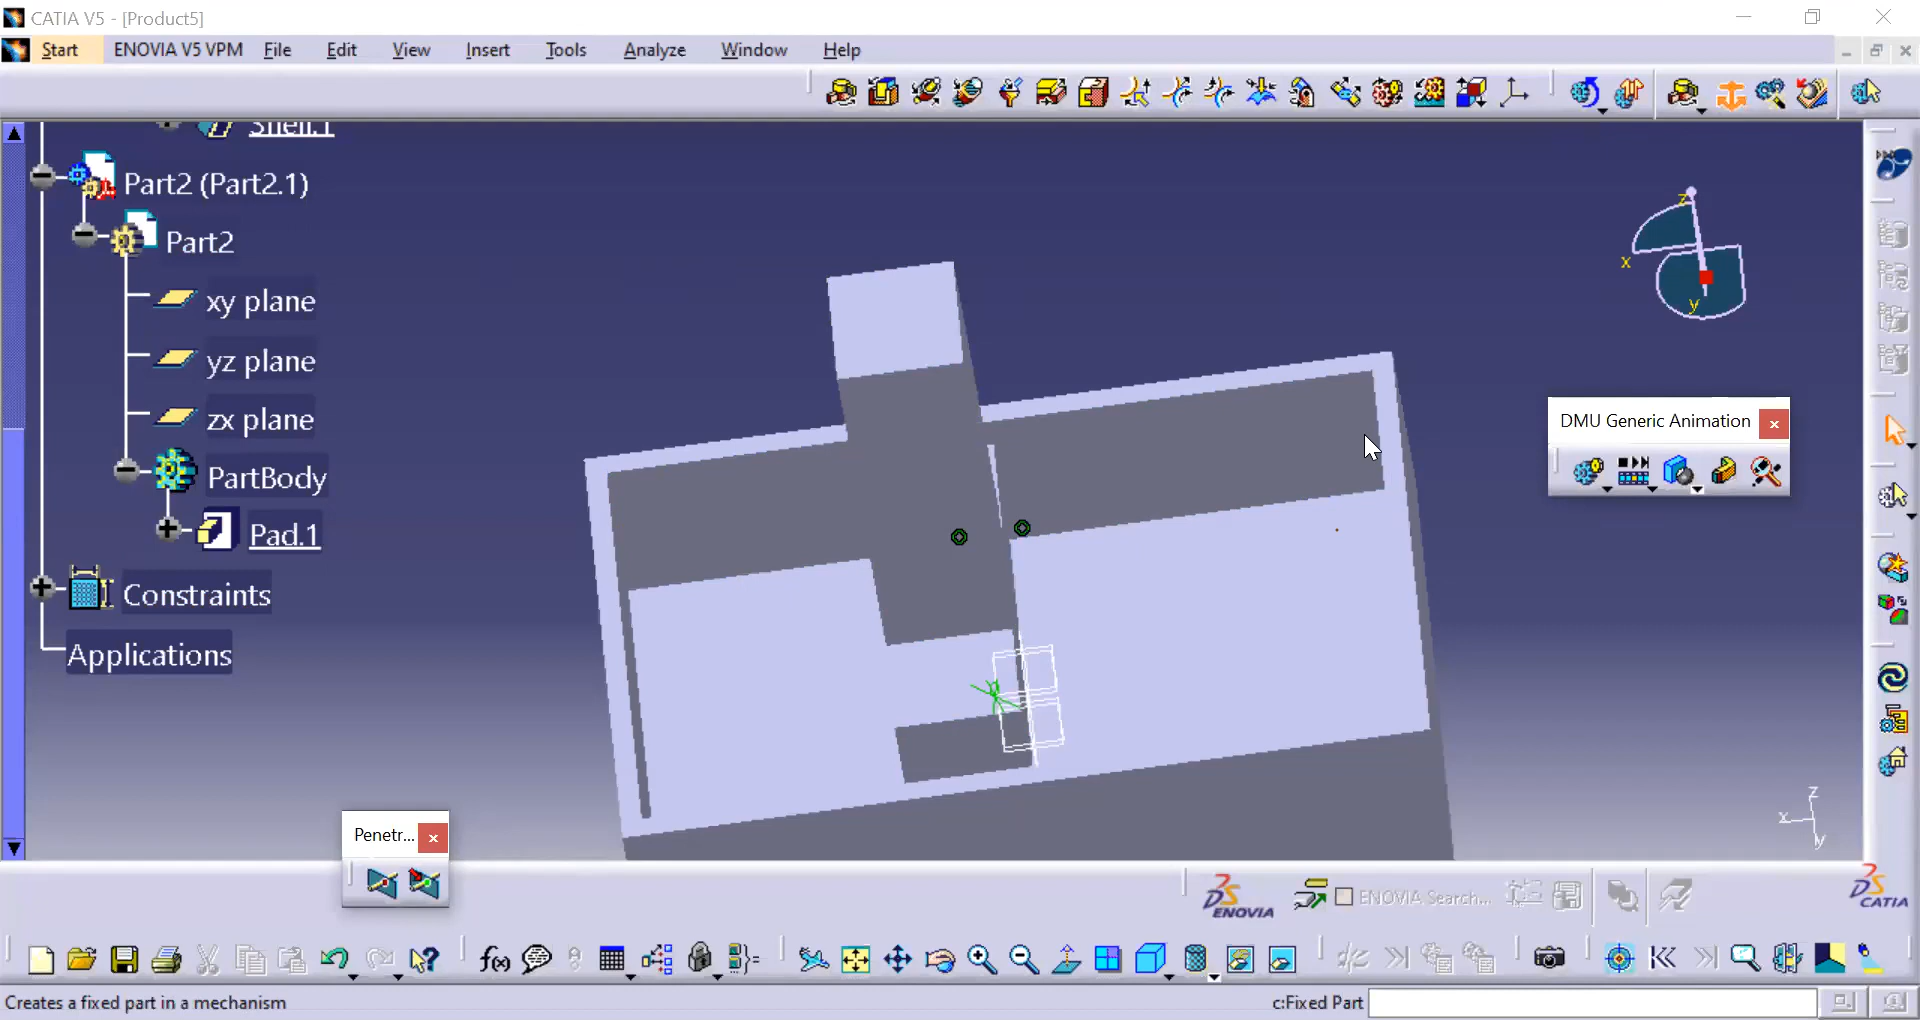 CATIA V5 - [Product5]
Start ENOVIA V5 VPM File Edit View Insert Tools Analyze Window Help
Shell.1
Part2 (Part2.1)
Part2
xy plane
yz plane
zx plane
PartBody
Pad.1
Constraints
Applications
z
x
y
DMU Generic Animation
Penetr...
z
x
y
ENOVIA
ENOVIA Search...
CATIA
f(x)
Creates a fixed part in a mechanism
c:Fixed Part